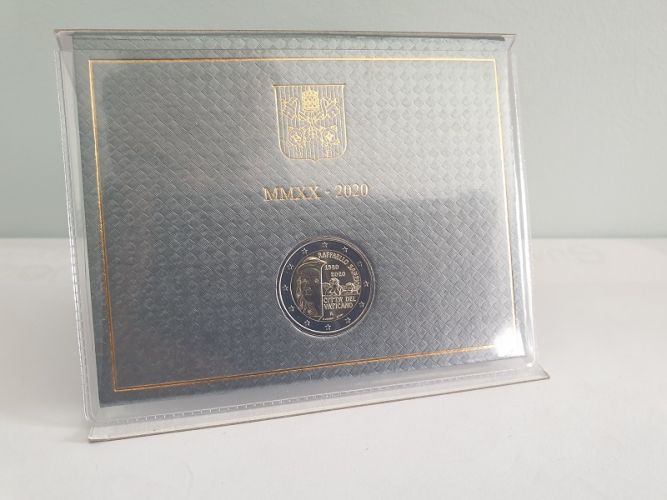 MMXX - 2020
RAFFAELLO SANZIO
1520
2020
CITTÀ DEL
VATICANO
R